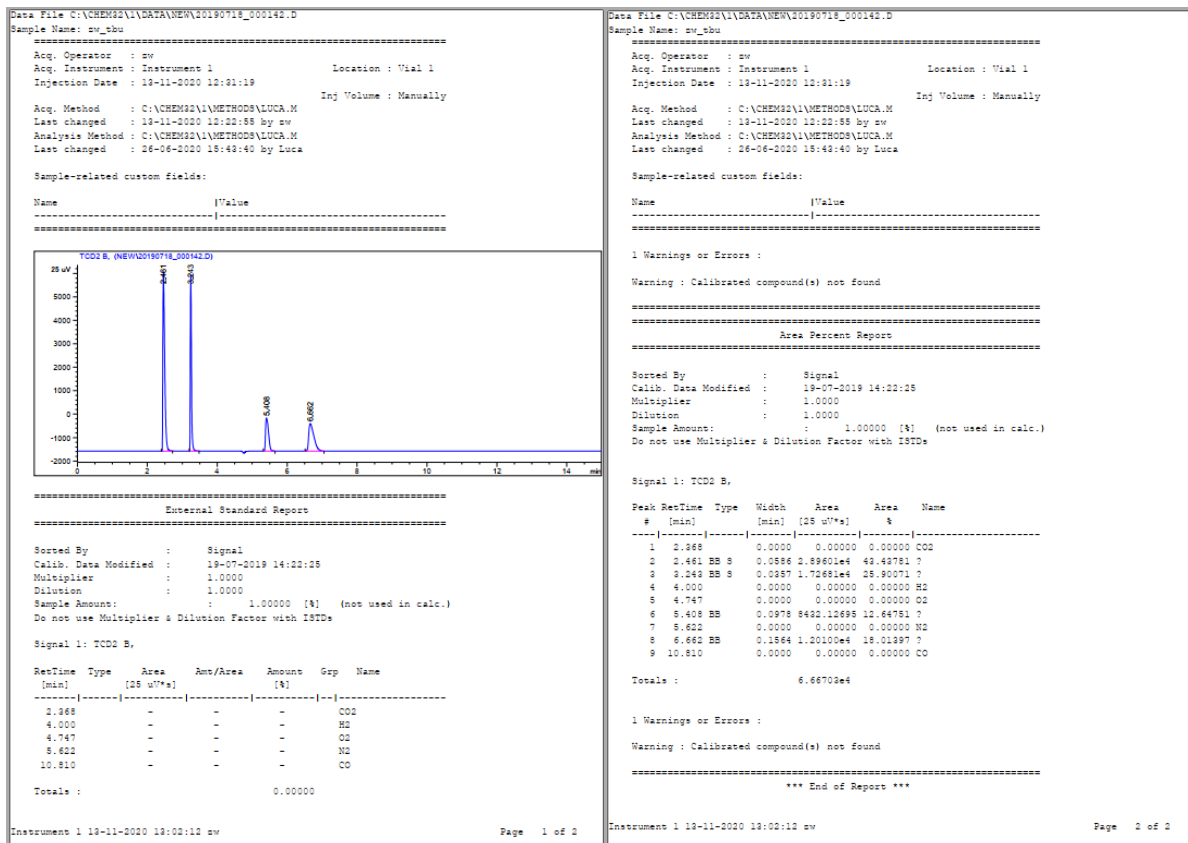 Data File C:\CHEM32\1\DATA\NEW\20190718_000142.D
Sample Name: zw_tbu
====================================================================
Acq. Operator : zw
Acq. Instrument : Instrument 1 Location : Vial 1
Injection Date : 13-11-2020 12:31:19
Inj Volume : Manually
Acq. Method : C:\CHEM32\1\METHODS\LUCA.M
Last changed : 13-11-2020 12:22:55 by zw
Analysis Method : C:\CHEM32\1\METHODS\LUCA.M
Last changed : 26-06-2020 15:43:40 by Luca
Sample-related custom fields:
Name |Value
------------------------------|--------------------------------------
====================================================================
TCD2 B, (NEW\20190718_000142.D)
25 uV
5000
4000
3000
2000
1000
0
-1000
-2000
2.461
3.243
5.408
6.662
0 2 4 6 8 10 12 14 min
====================================================================
External Standard Report
====================================================================
Sorted By : Signal
Calib. Data Modified : 19-07-2019 14:22:25
Multiplier : 1.0000
Dilution : 1.0000
Sample Amount: : 1.00000 [%] (not used in calc.)
Do not use Multiplier & Dilution Factor with ISTDs
Signal 1: TCD2 B,
RetTime Type Area Amt/Area Amount Grp Name
[min] [25 uV*s] [%]
-------|------|----------|----------|----------|--|------------------
2.368 - - - CO2
4.000 - - - H2
4.747 - - - O2
5.622 - - - N2
10.810 - - - CO
Totals : 0.00000
Instrument 1 13-11-2020 13:02:12 zw Page 1 of 2
Data File C:\CHEM32\1\DATA\NEW\20190718_000142.D
Sample Name: zw_tbu
====================================================================
Acq. Operator : zw
Acq. Instrument : Instrument 1 Location : Vial 1
Injection Date : 13-11-2020 12:31:19
Inj Volume : Manually
Acq. Method : C:\CHEM32\1\METHODS\LUCA.M
Last changed : 13-11-2020 12:22:55 by zw
Analysis Method : C:\CHEM32\1\METHODS\LUCA.M
Last changed : 26-06-2020 15:43:40 by Luca
Sample-related custom fields:
Name |Value
------------------------------|--------------------------------------
====================================================================
1 Warnings or Errors :
Warning : Calibrated compound(s) not found
====================================================================
====================================================================
Area Percent Report
====================================================================
Sorted By : Signal
Calib. Data Modified : 19-07-2019 14:22:25
Multiplier : 1.0000
Dilution : 1.0000
Sample Amount: : 1.00000 [%] (not used in calc.)
Do not use Multiplier & Dilution Factor with ISTDs
Signal 1: TCD2 B,
Peak RetTime Type Width Area Area Name
# [min] [min] [25 uV*s] %
----|-------|------|-------|----------|--------|---------------------
1 2.368 0.0000 0.00000 0.00000 CO2
2 2.461 BB S 0.0586 2.89601e4 43.43781 ?
3 3.243 BB S 0.0357 1.72681e4 25.90071 ?
4 4.000 0.0000 0.00000 0.00000 H2
5 4.747 0.0000 0.00000 0.00000 O2
6 5.408 BB 0.0978 8432.12695 12.64751 ?
7 5.622 0.0000 0.00000 0.00000 N2
8 6.662 BB 0.1564 1.20100e4 18.01397 ?
9 10.810 0.0000 0.00000 0.00000 CO
Totals : 6.66703e4
1 Warnings or Errors :
Warning : Calibrated compound(s) not found
====================================================================
*** End of Report ***
Instrument 1 13-11-2020 13:02:12 zw Page 2 of 2